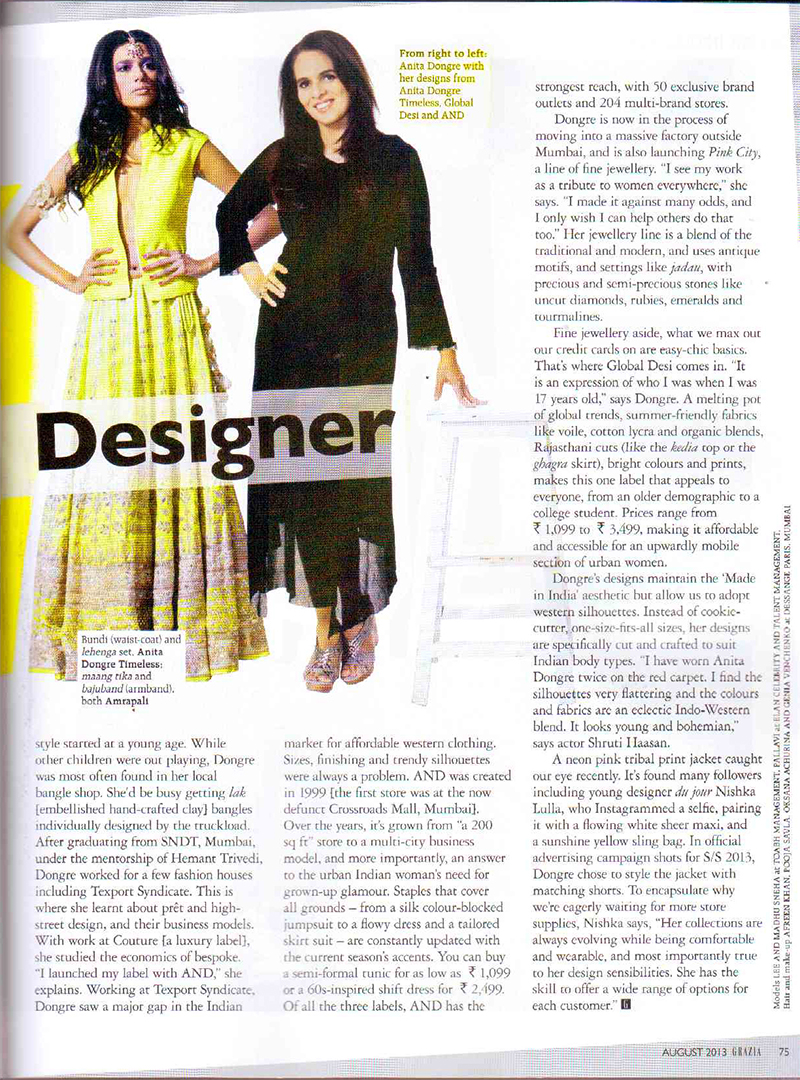 From right to left:
Anita Dongre with
her designs from
Anita Dongre
Timeless, Global
Desi and AND
Designer
Bundi (waist-coat) and
lehenga set, Anita
Dongre Timeless;
maang tika and
bajuband (armband),
both Amrapali
style started at a young age. While
other children were out playing, Dongre
was most often found in her local
bangle shop. She'd be busy getting lak
[embellished hand-crafted clay] bangles
individually designed by the truckload.
After graduating from SNDT, Mumbai,
under the mentorship of Hemant Trivedi,
Dongre worked for a few fashion houses
including Texport Syndicate. This is
where she learnt about prêt and high-
street design, and their business models.
With work at Couture [a luxury label],
she studied the economics of bespoke.
"I launched my label with AND," she
explains. Working at Texport Syndicate,
Dongre saw a major gap in the Indian
market for affordable western clothing.
Sizes, finishing and trendy silhouettes
were always a problem. AND was created
in 1999 [the first store was at the now
defunct Crossroads Mall, Mumbai].
Over the years, it's grown from "a 200
sq ft" store to a multi-city business
model, and more importantly, an answer
to the urban Indian woman's need for
grown-up glamour. Staples that cover
all grounds – from a silk colour-blocked
jumpsuit to a flowy dress and a tailored
skirt suit – are constantly updated with
the current season's accents. You can buy
a semi-formal tunic for as low as ₹ 1,099
or a 60s-inspired shift dress for ₹ 2,499.
Of all the three labels, AND has the
strongest reach, with 50 exclusive brand
outlets and 204 multi-brand stores.
Dongre is now in the process of
moving into a massive factory outside
Mumbai, and is also launching Pink City,
a line of fine jewellery. "I see my work
as a tribute to women everywhere," she
says. "I made it against many odds, and
I only wish I can help others do that
too." Her jewellery line is a blend of the
traditional and modern, and uses antique
motifs, and settings like jadau, with
precious and semi-precious stones like
uncut diamonds, rubies, emeralds and
tourmalines.
Fine jewellery aside, what we max out
our credit cards on are easy-chic basics.
That's where Global Desi comes in. "It
is an expression of who I was when I was
17 years old," says Dongre. A melting pot
of global trends, summer-friendly fabrics
like voile, cotton lycra and organic blends,
Rajasthani cuts (like the kedia top or the
ghagra skirt), bright colours and prints,
makes this one label that appeals to
everyone, from an older demographic to a
college student. Prices range from
₹ 1,099 to ₹ 3,499, making it affordable
and accessible for an upwardly mobile
section of urban women.
Dongre's designs maintain the 'Made
in India' aesthetic but allow us to adopt
western silhouettes. Instead of cookie-
cutter, one-size-fits-all sizes, her designs
are specifically cut and crafted to suit
Indian body types. "I have worn Anita
Dongre twice on the red carpet. I find the
silhouettes very flattering and the colours
and fabrics are an eclectic Indo-Western
blend. It looks young and bohemian,"
says actor Shruti Haasan.
A neon pink tribal print jacket caught
our eye recently. It's found many followers
including young designer du jour Nishka
Lulla, who Instagrammed a selfie, pairing
it with a flowing white sheer maxi, and
a sunshine yellow sling bag. In official
advertising campaign shots for S/S 2013,
Dongre chose to style the jacket with
matching shorts. To encapsulate why
we're eagerly waiting for more store
supplies, Nishka says, "Her collections are
always evolving while being comfortable
and wearable, and most importantly true
to her design sensibilities. She has the
skill to offer a wide range of options for
each customer." G
Models LEE AND MADHU SNEHA at TOABH MANAGEMENT, PALLAVI at ELAN CELEBRITY AND TALENT MANAGEMENT.
Hair and make-up AFREEN KHAN, POOJA SAVLA, OKSANA ACHURINA AND GENIA VENCHENKO at DESSANGE PARIS, MUMBAI
AUGUST 2013 GRAZIA 75